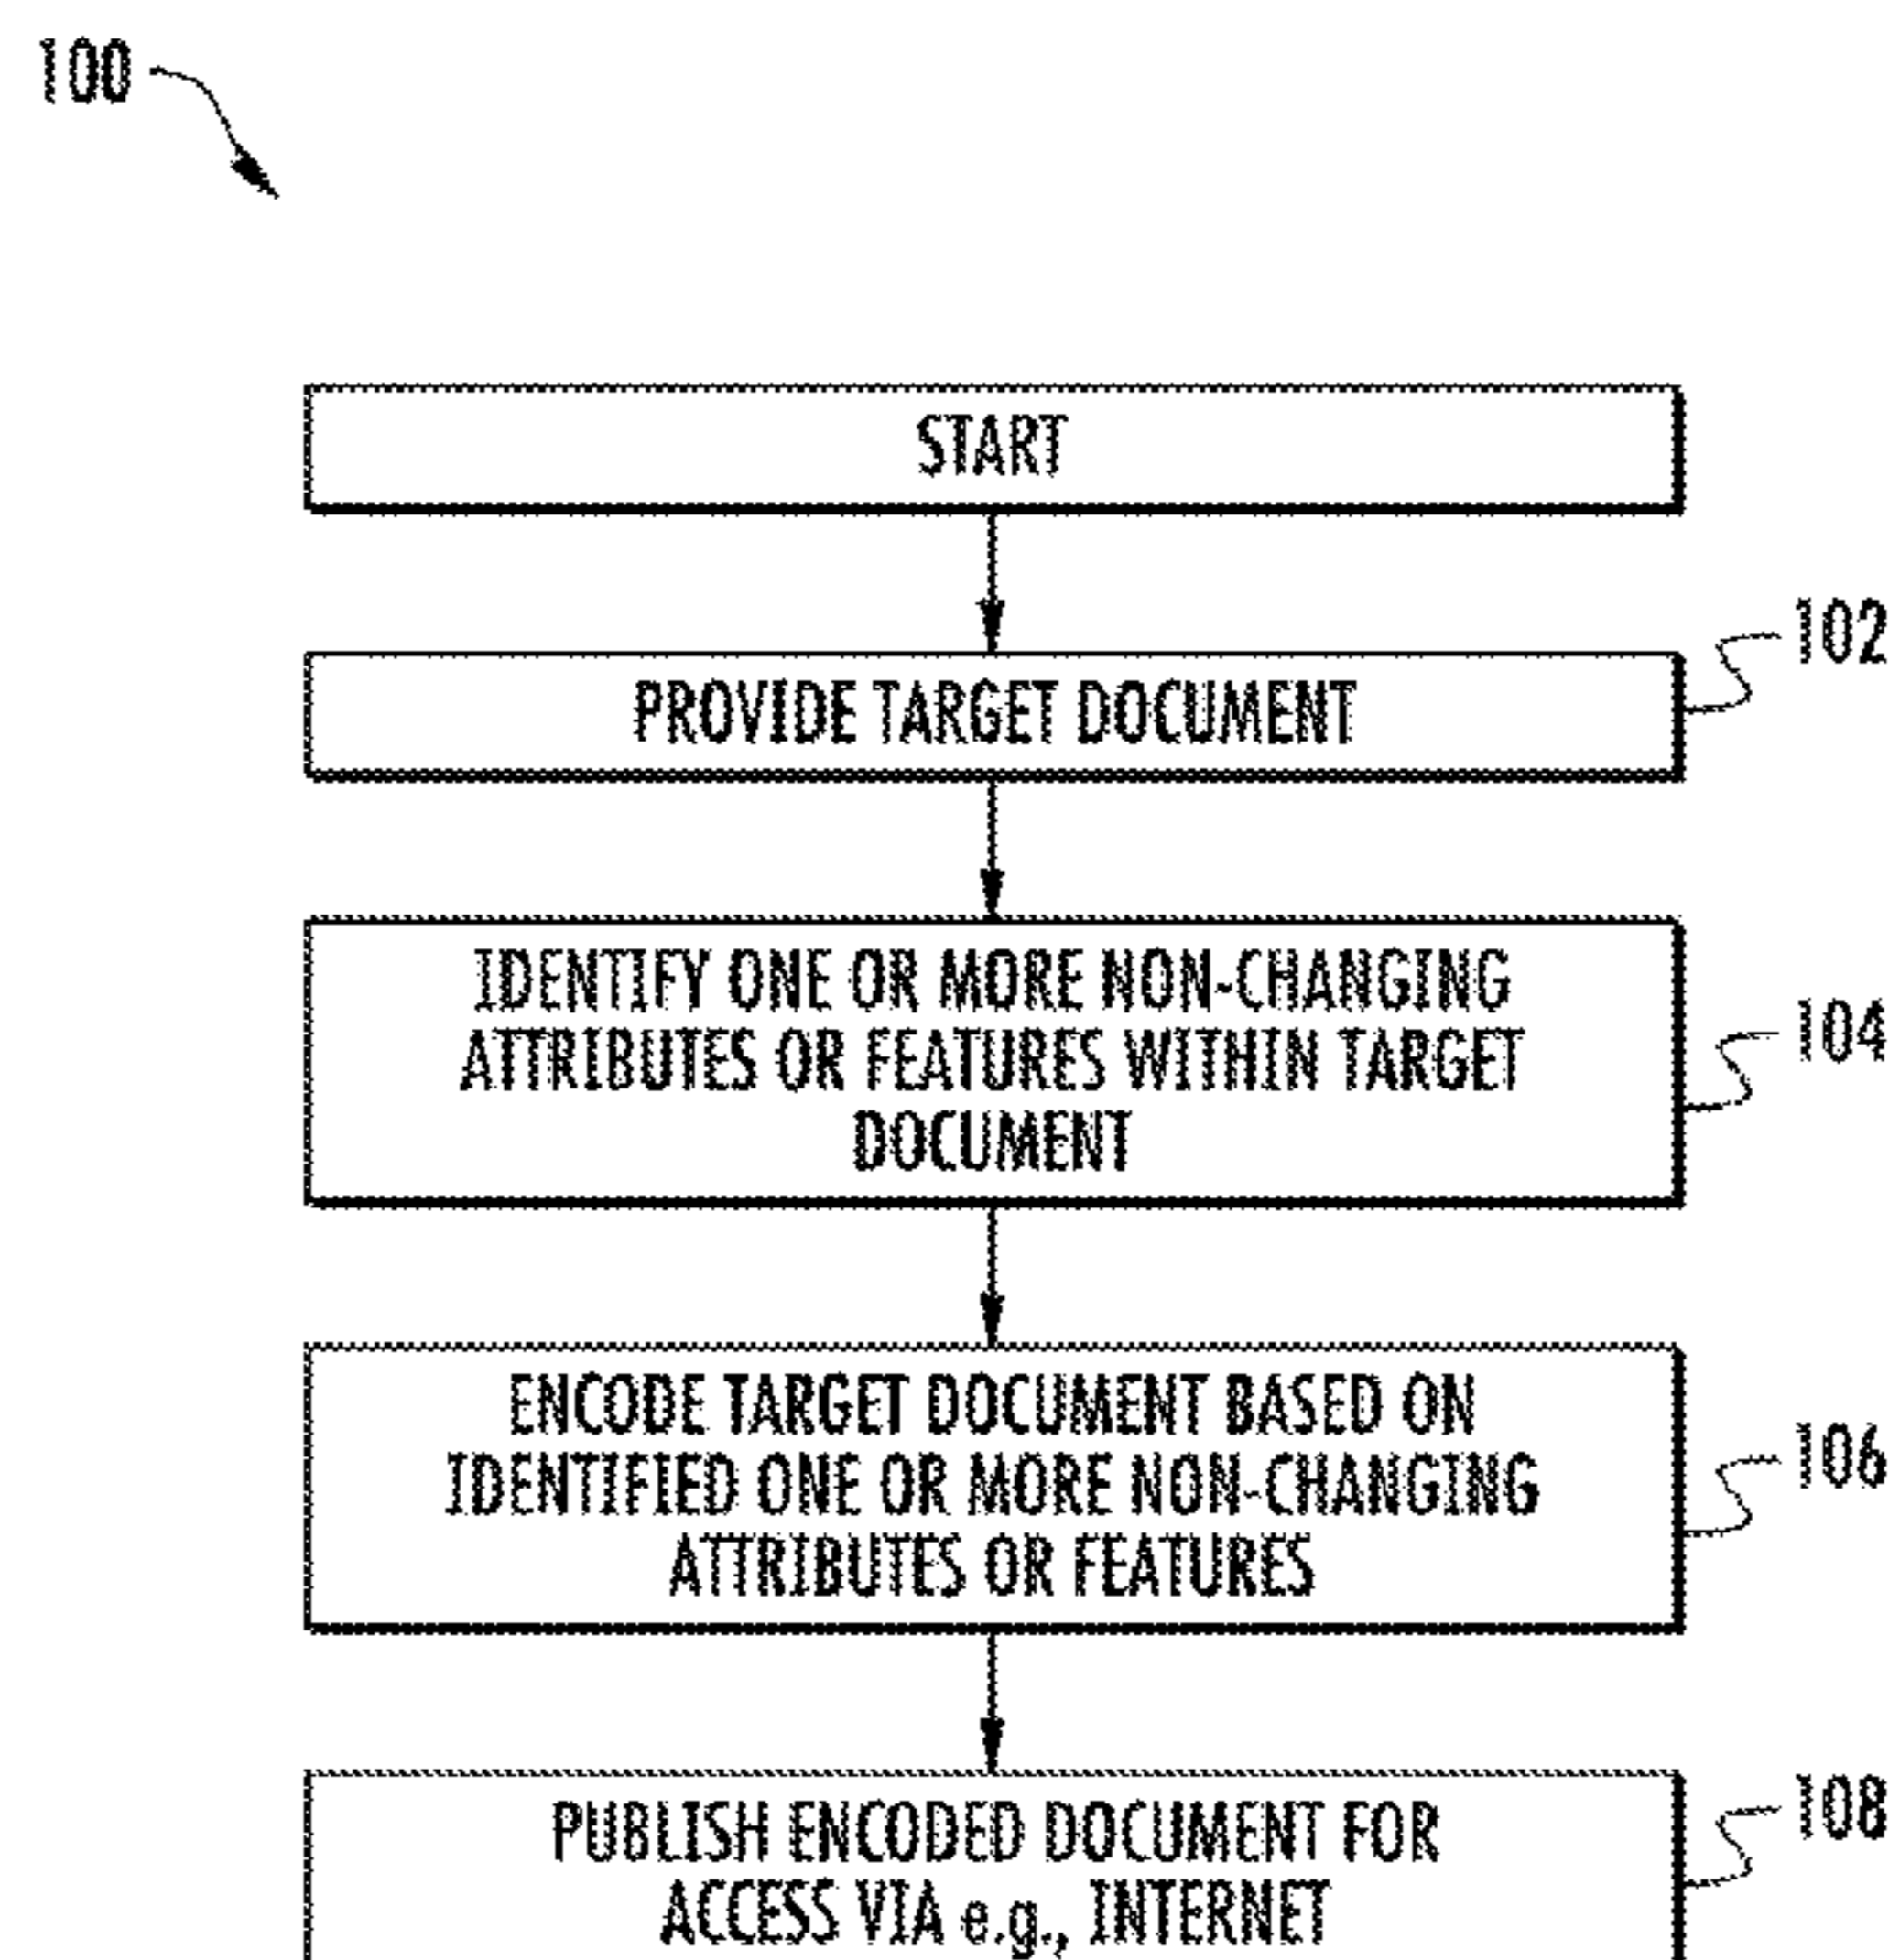 100
START
102
PROVIDE TARGET DOCUMENT
IDENTIFY ONE OR MORE NON-CHANGING
ATTRIBUTES OR FEATURES WITHIN TARGET
DOCUMENT
104
ENCODE TARGET DOCUMENT BASED ON
IDENTIFIED ONE OR MORE NON-CHANGING
ATTRIBUTES OR FEATURES
106
PUBLISH ENCODED DOCUMENT FOR
ACCESS VIA e.g., INTERNET
108